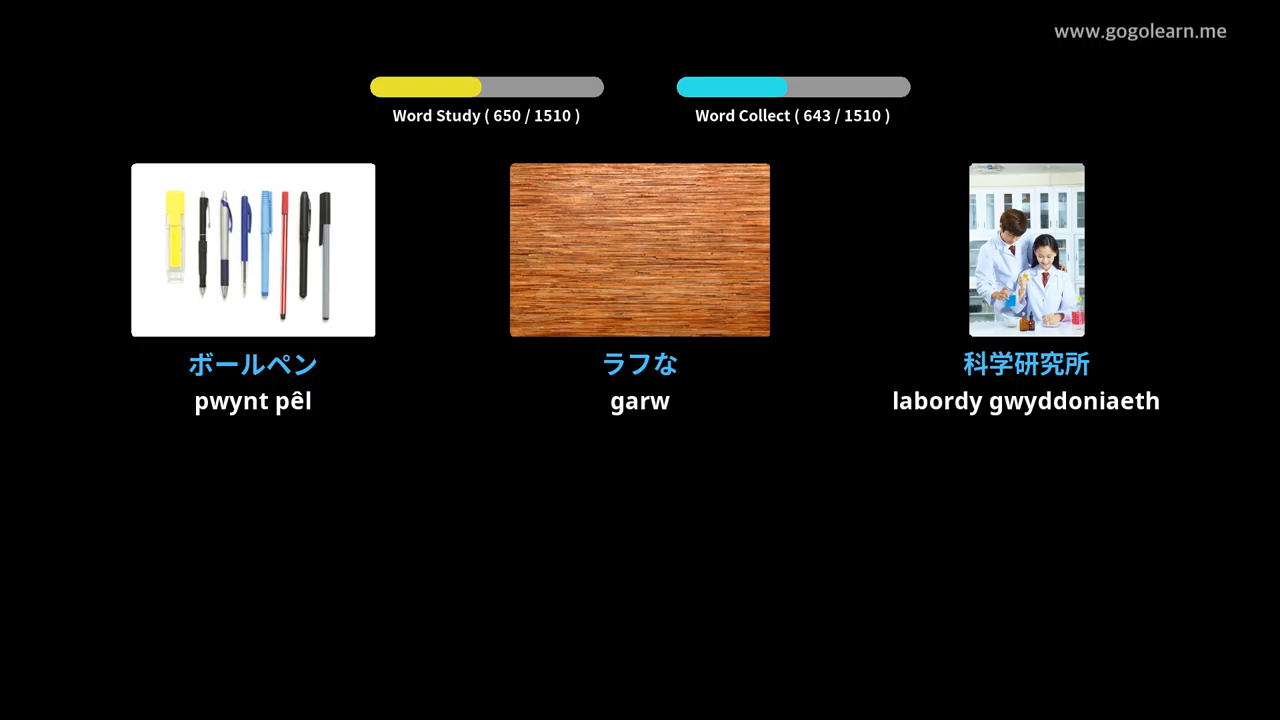 www.gogolearn.me
Word Study ( 650 / 1510 )
Word Collect ( 643 / 1510 )
ボールペン
pwynt pêl
ラフな
garw
科学研究所
labordy gwyddoniaeth